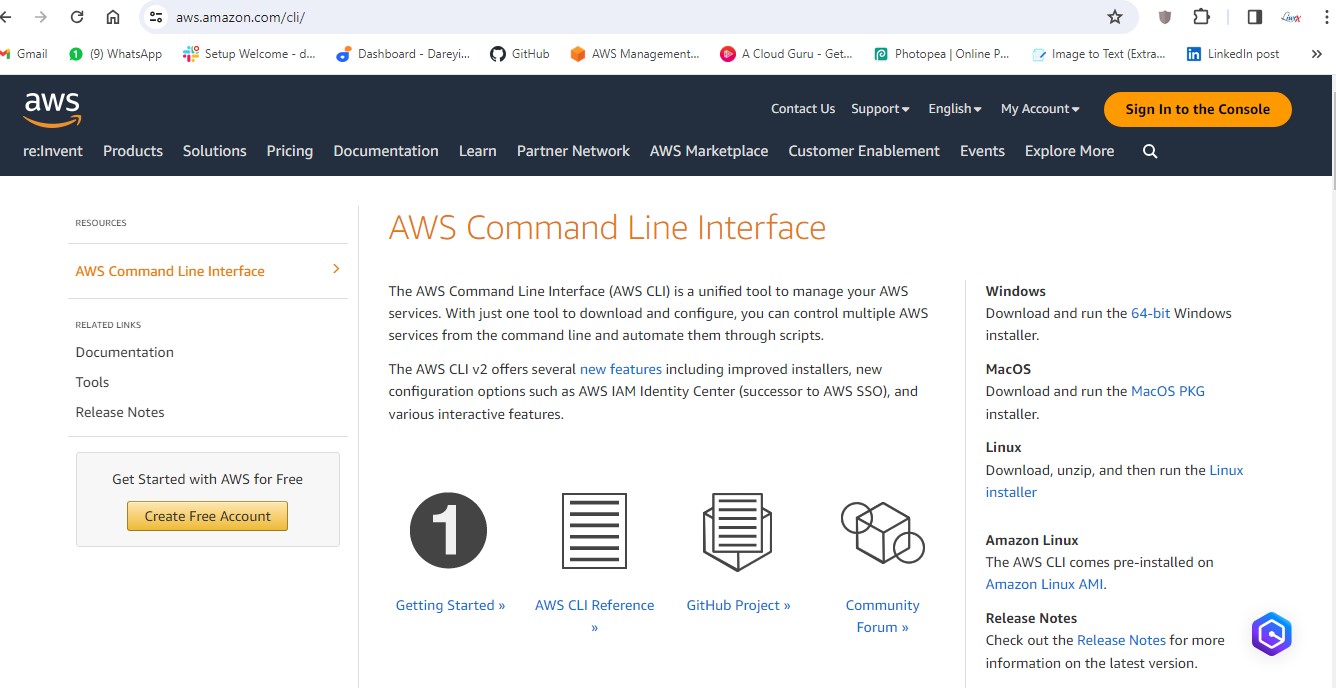 aws.amazon.com/cli/
Gmail
(9) WhatsApp
Setup Welcome - d...
Dashboard - Dareyi...
GitHub
AWS Management...
A Cloud Guru - Get...
Photopea | Online P...
Image to Text (Extra...
LinkedIn post
»
aws
Contact Us
Support
English
My Account
Sign In to the Console
re:Invent
Products
Solutions
Pricing
Documentation
Learn
Partner Network
AWS Marketplace
Customer Enablement
Events
Explore More
RESOURCES
AWS Command Line Interface
RELATED LINKS
Documentation
Tools
Release Notes
Get Started with AWS for Free
Create Free Account
AWS Command Line Interface
The AWS Command Line Interface (AWS CLI) is a unified tool to manage your AWS
services. With just one tool to download and configure, you can control multiple AWS
services from the command line and automate them through scripts.
The AWS CLI v2 offers several new features including improved installers, new
configuration options such as AWS IAM Identity Center (successor to AWS SSO), and
various interactive features.
1
Getting Started »
AWS CLI Reference
»
GitHub Project »
Community
Forum »
Windows
Download and run the 64-bit Windows
installer.
MacOS
Download and run the MacOS PKG
installer.
Linux
Download, unzip, and then run the Linux
installer
Amazon Linux
The AWS CLI comes pre-installed on
Amazon Linux AMI.
Release Notes
Check out the Release Notes for more
information on the latest version.